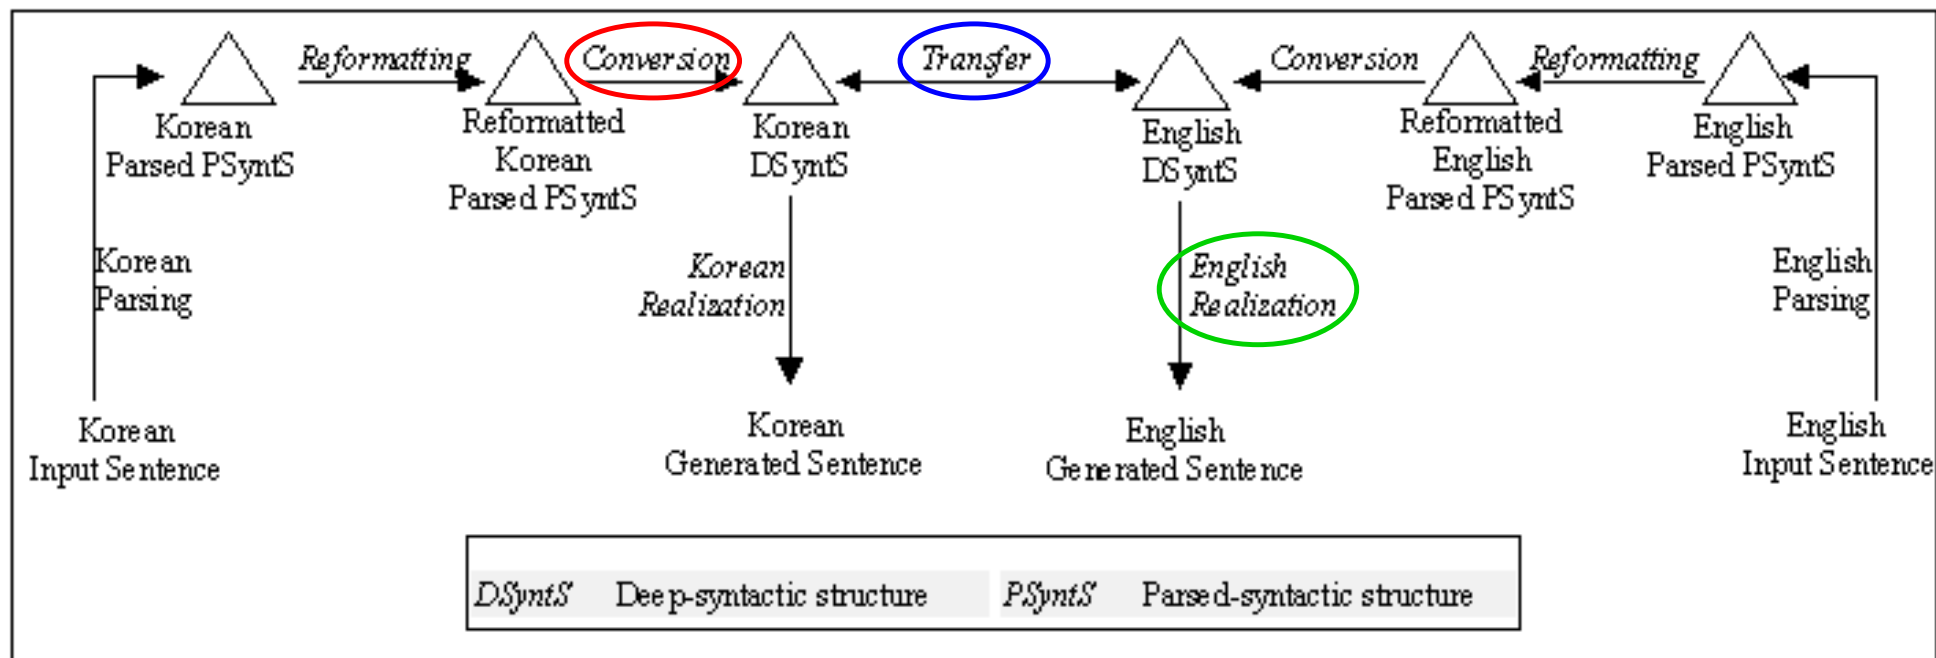 Reformatting
Conversion
Transfer
Conversion
Reformatting
Korean
Parsed PSyntS
Reformatted
Korean
Parsed PSyntS
Korean
DSyntS
English
DSyntS
Reformatted
English
Parsed PSyntS
English
Parsed PSyntS
Korean
Parsing
Korean
Realization
English
Realization
English
Parsing
Korean
Input Sentence
Korean
Generated Sentence
English
Generated Sentence
English
Input Sentence
DSyntS Deep-syntactic structure PSyntS Parsed-syntactic structure